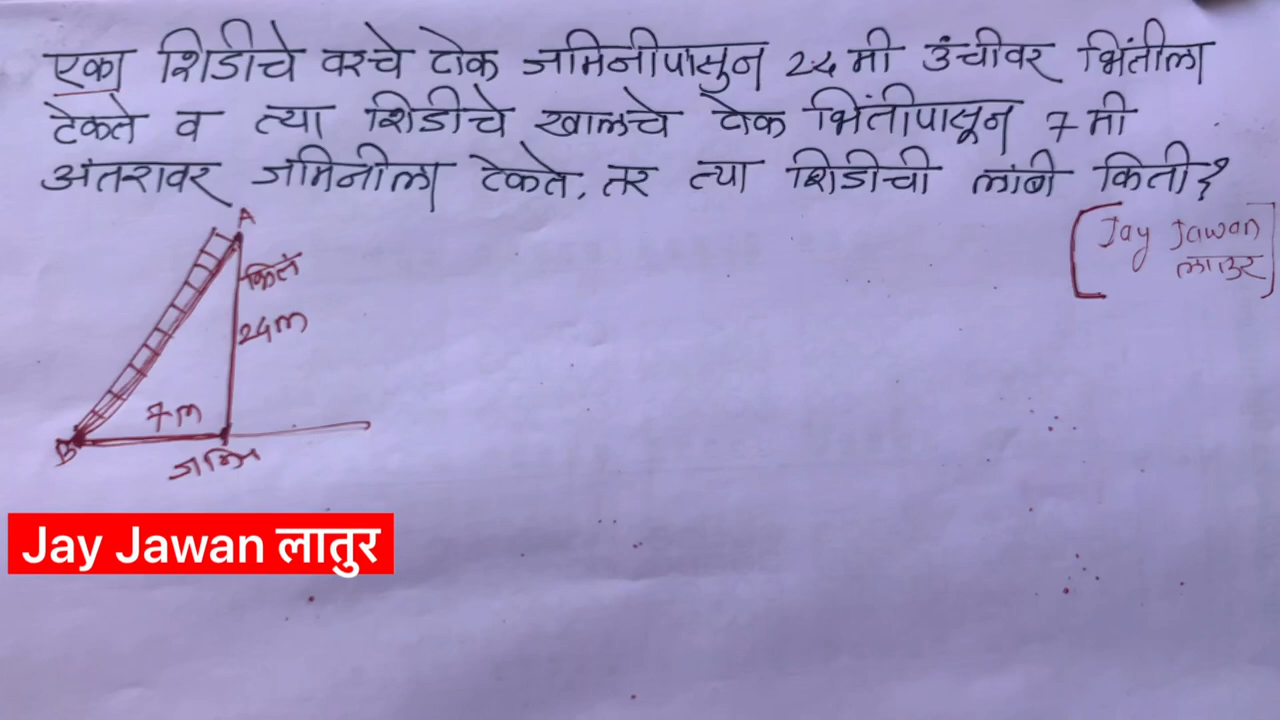 एका शिडीचे वरचे टोक जमिनीपासुन 24 मी उंचीवर भिंतीला
टेकते व त्या शिडीचे खालचे टोक भिंतीपासून 7 मी
अंतरावर जमिनीला टेकते, तर त्या शिडीची लांबी किती?
[Jay Jawan
लातुर]
A
भिंत
24m
7m
B
जमिन
Jay Jawan लातुर